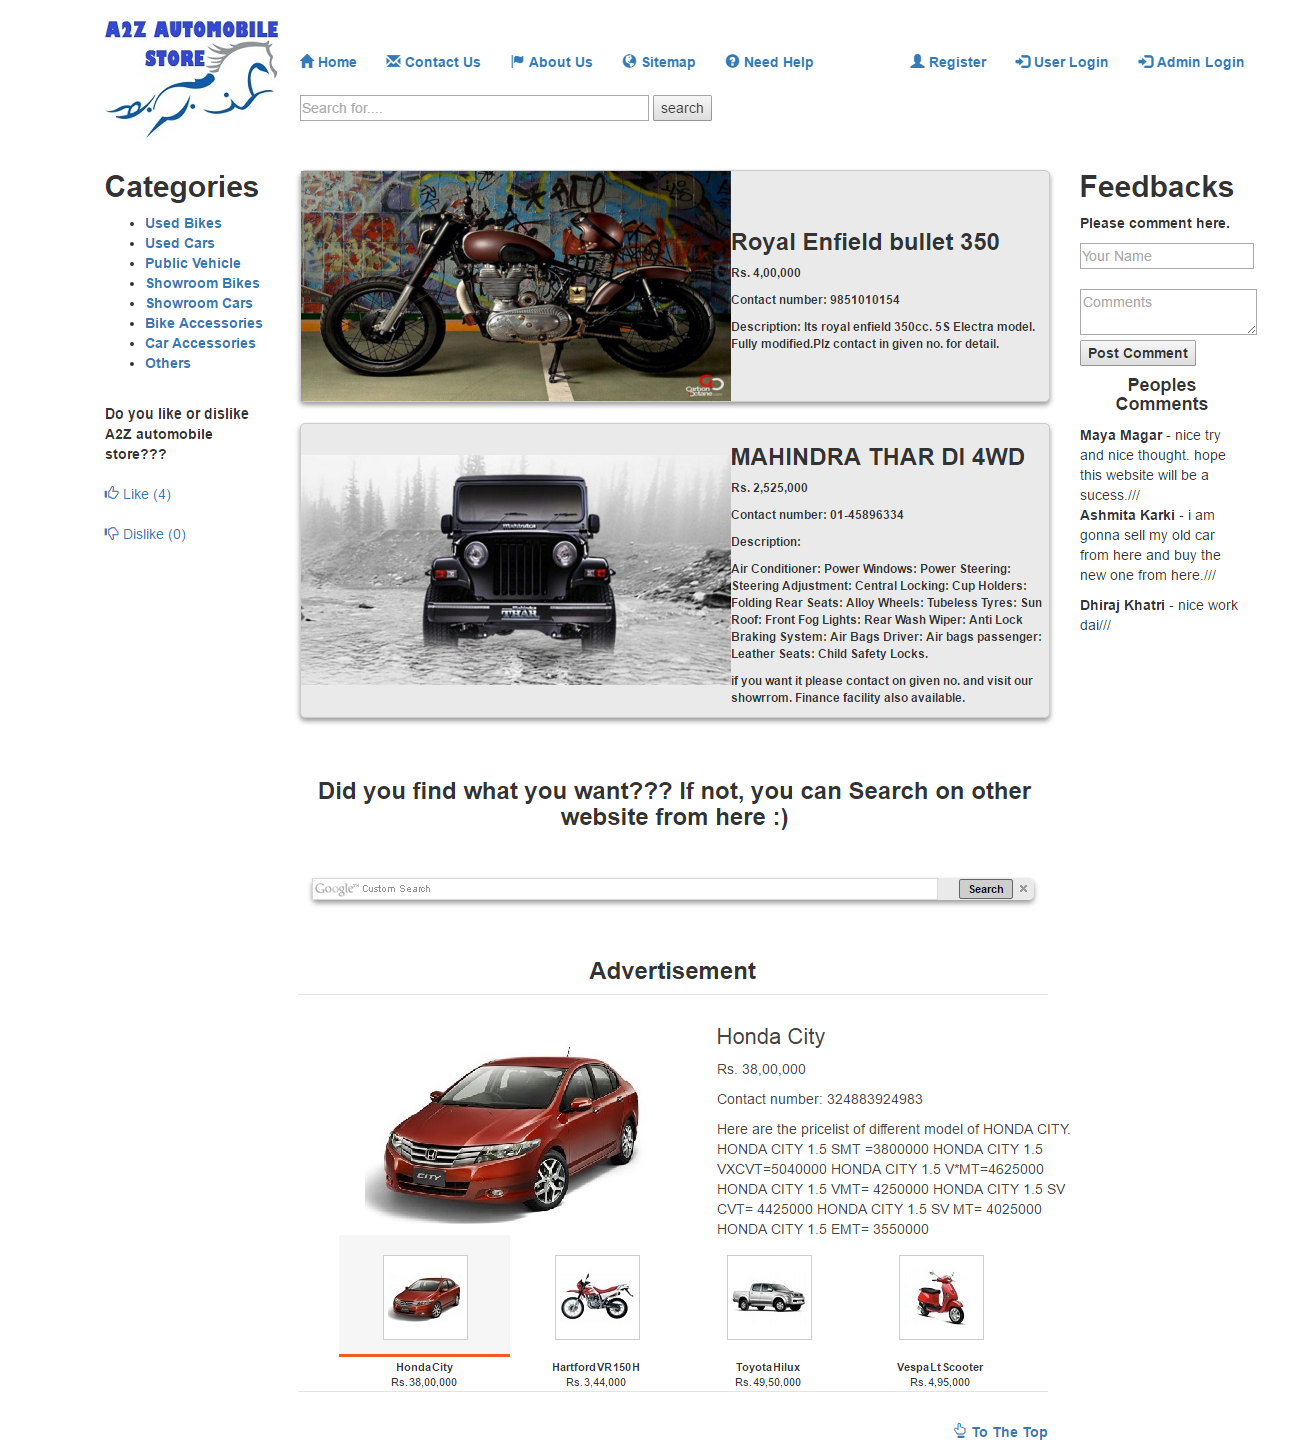 A2Z AUTOMOBILE
STORE
Home Contact Us About Us Sitemap Need Help Register User Login Admin Login
Search for.... search
Categories
Used Bikes
Used Cars
Public Vehicle
Showroom Bikes
Showroom Cars
Bike Accessories
Car Accessories
Others
Do you like or dislike
A2Z automobile
store???
Like (4)
Dislike (0)
Royal Enfield bullet 350
Rs. 4,00,000
Contact number: 9851010154
Description: Its royal enfield 350cc. 5S Electra model.
Fully modified.Plz contact in given no. for detail.
Carbon
Octane.com
MAHINDRA THAR DI 4WD
Rs. 2,525,000
Contact number: 01-45896334
Description:
Air Conditioner: Power Windows: Power Steering:
Steering Adjustment: Central Locking: Cup Holders:
Folding Rear Seats: Alloy Wheels: Tubeless Tyres: Sun
Roof: Front Fog Lights: Rear Wash Wiper: Anti Lock
Braking System: Air Bags Driver: Air bags passenger:
Leather Seats: Child Safety Locks.
if you want it please contact on given no. and visit our
showrrom. Finance facility also available.
Mahindra
Mahindra
THAR
Feedbacks
Please comment here.
Your Name
Comments
Post Comment
Peoples
Comments
Maya Magar - nice try
and nice thought. hope
this website will be a
sucess.///
Ashmita Karki - i am
gonna sell my old car
from here and buy the
new one from here.///
Dhiraj Khatri - nice work
dai///
Did you find what you want??? If not, you can Search on other
website from here :)
Google™ Custom Search Search ×
Advertisement
CITY
Honda City
Rs. 38,00,000
Contact number: 324883924983
Here are the pricelist of different model of HONDA CITY.
HONDA CITY 1.5 SMT =3800000 HONDA CITY 1.5
VXCVT=5040000 HONDA CITY 1.5 V*MT=4625000
HONDA CITY 1.5 VMT= 4250000 HONDA CITY 1.5 SV
CVT= 4425000 HONDA CITY 1.5 SV MT= 4025000
HONDA CITY 1.5 EMT= 3550000
Honda City Hartford VR 150 H Toyota Hilux Vespa Lt Scooter
Rs. 38,00,000 Rs. 3,44,000 Rs. 49,50,000 Rs. 4,95,000
To The Top